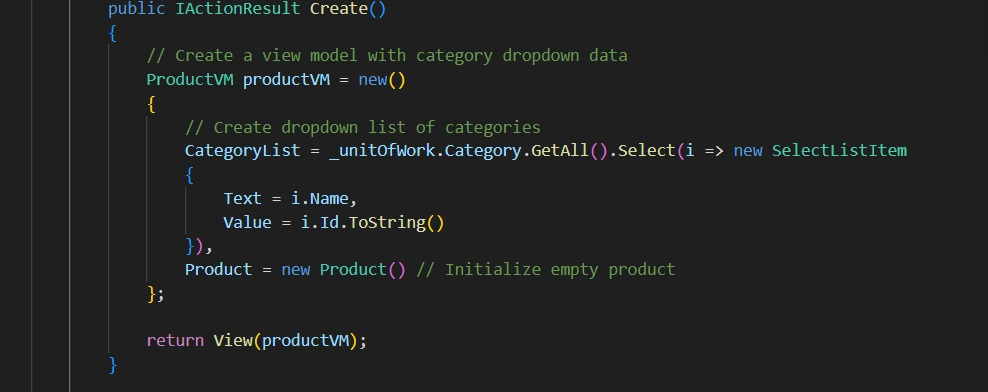 public IActionResult Create()
{
// Create a view model with category dropdown data
ProductVM productVM = new()
{
// Create dropdown list of categories
CategoryList = _unitOfWork.Category.GetAll().Select(i => new SelectListItem
{
Text = i.Name,
Value = i.Id.ToString()
}),
Product = new Product() // Initialize empty product
};
return View(productVM);
}